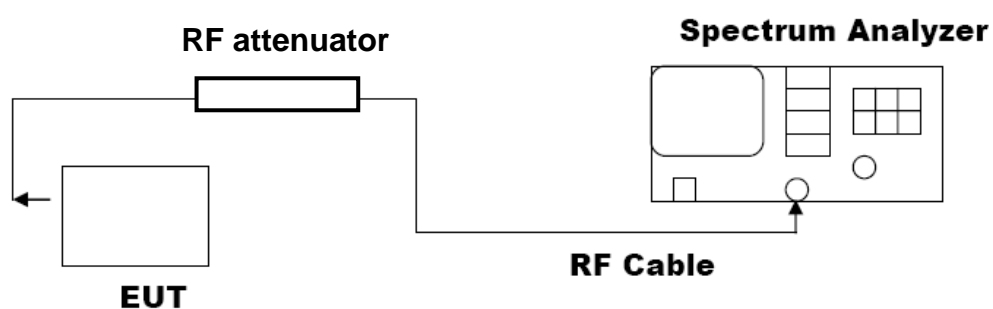 RF attenuator
Spectrum Analyzer
RF Cable
EUT